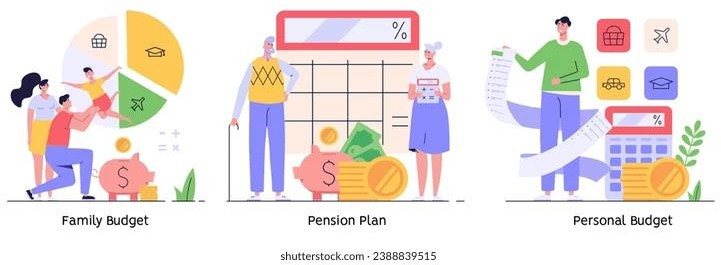 %
%
$
$
Family Budget
Pension Plan
Personal Budget
shutterstock.com · 2388839515